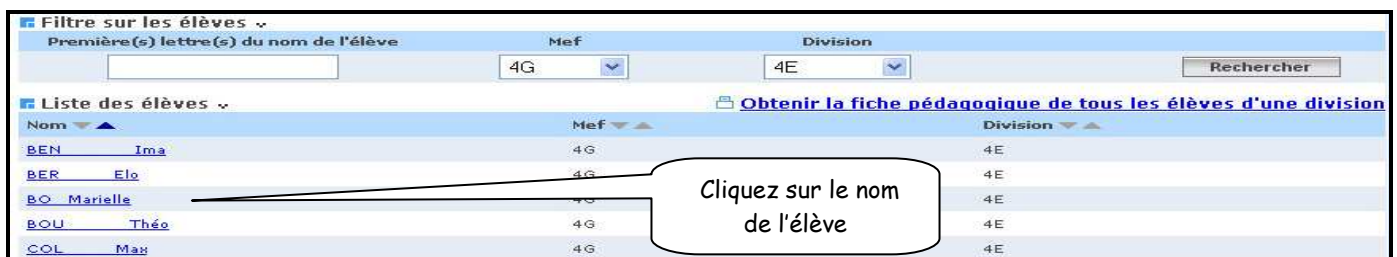 Filtre sur les élèves
Première(s) lettre(s) du nom de l'élève Mef Division
4G 4E Rechercher
Liste des élèves Obtenir la fiche pédagogique de tous les élèves d'une division
Nom Mef Division
BEN Ima 4G 4E
BER Elo 4G 4E
BO Marielle 4G 4E
BOU Théo 4G 4E
COL Max 4G 4E
Cliquez sur le nom
de l'élève